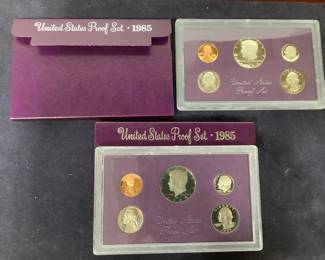 United States Proof Set · 1985
United States
Proof Set
United States Proof Set · 1985
United States
Proof Set